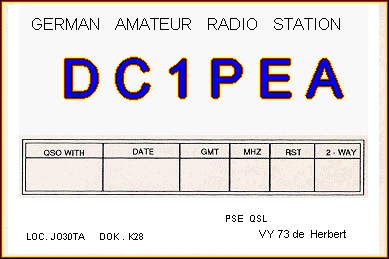 GERMAN AMATEUR RADIO STATION
DC1PEA
QSO WITH DATE GMT MHZ RST 2 - WAY
PSE QSL
LOC. JO30TA DOK . K28 VY 73 de Herbert